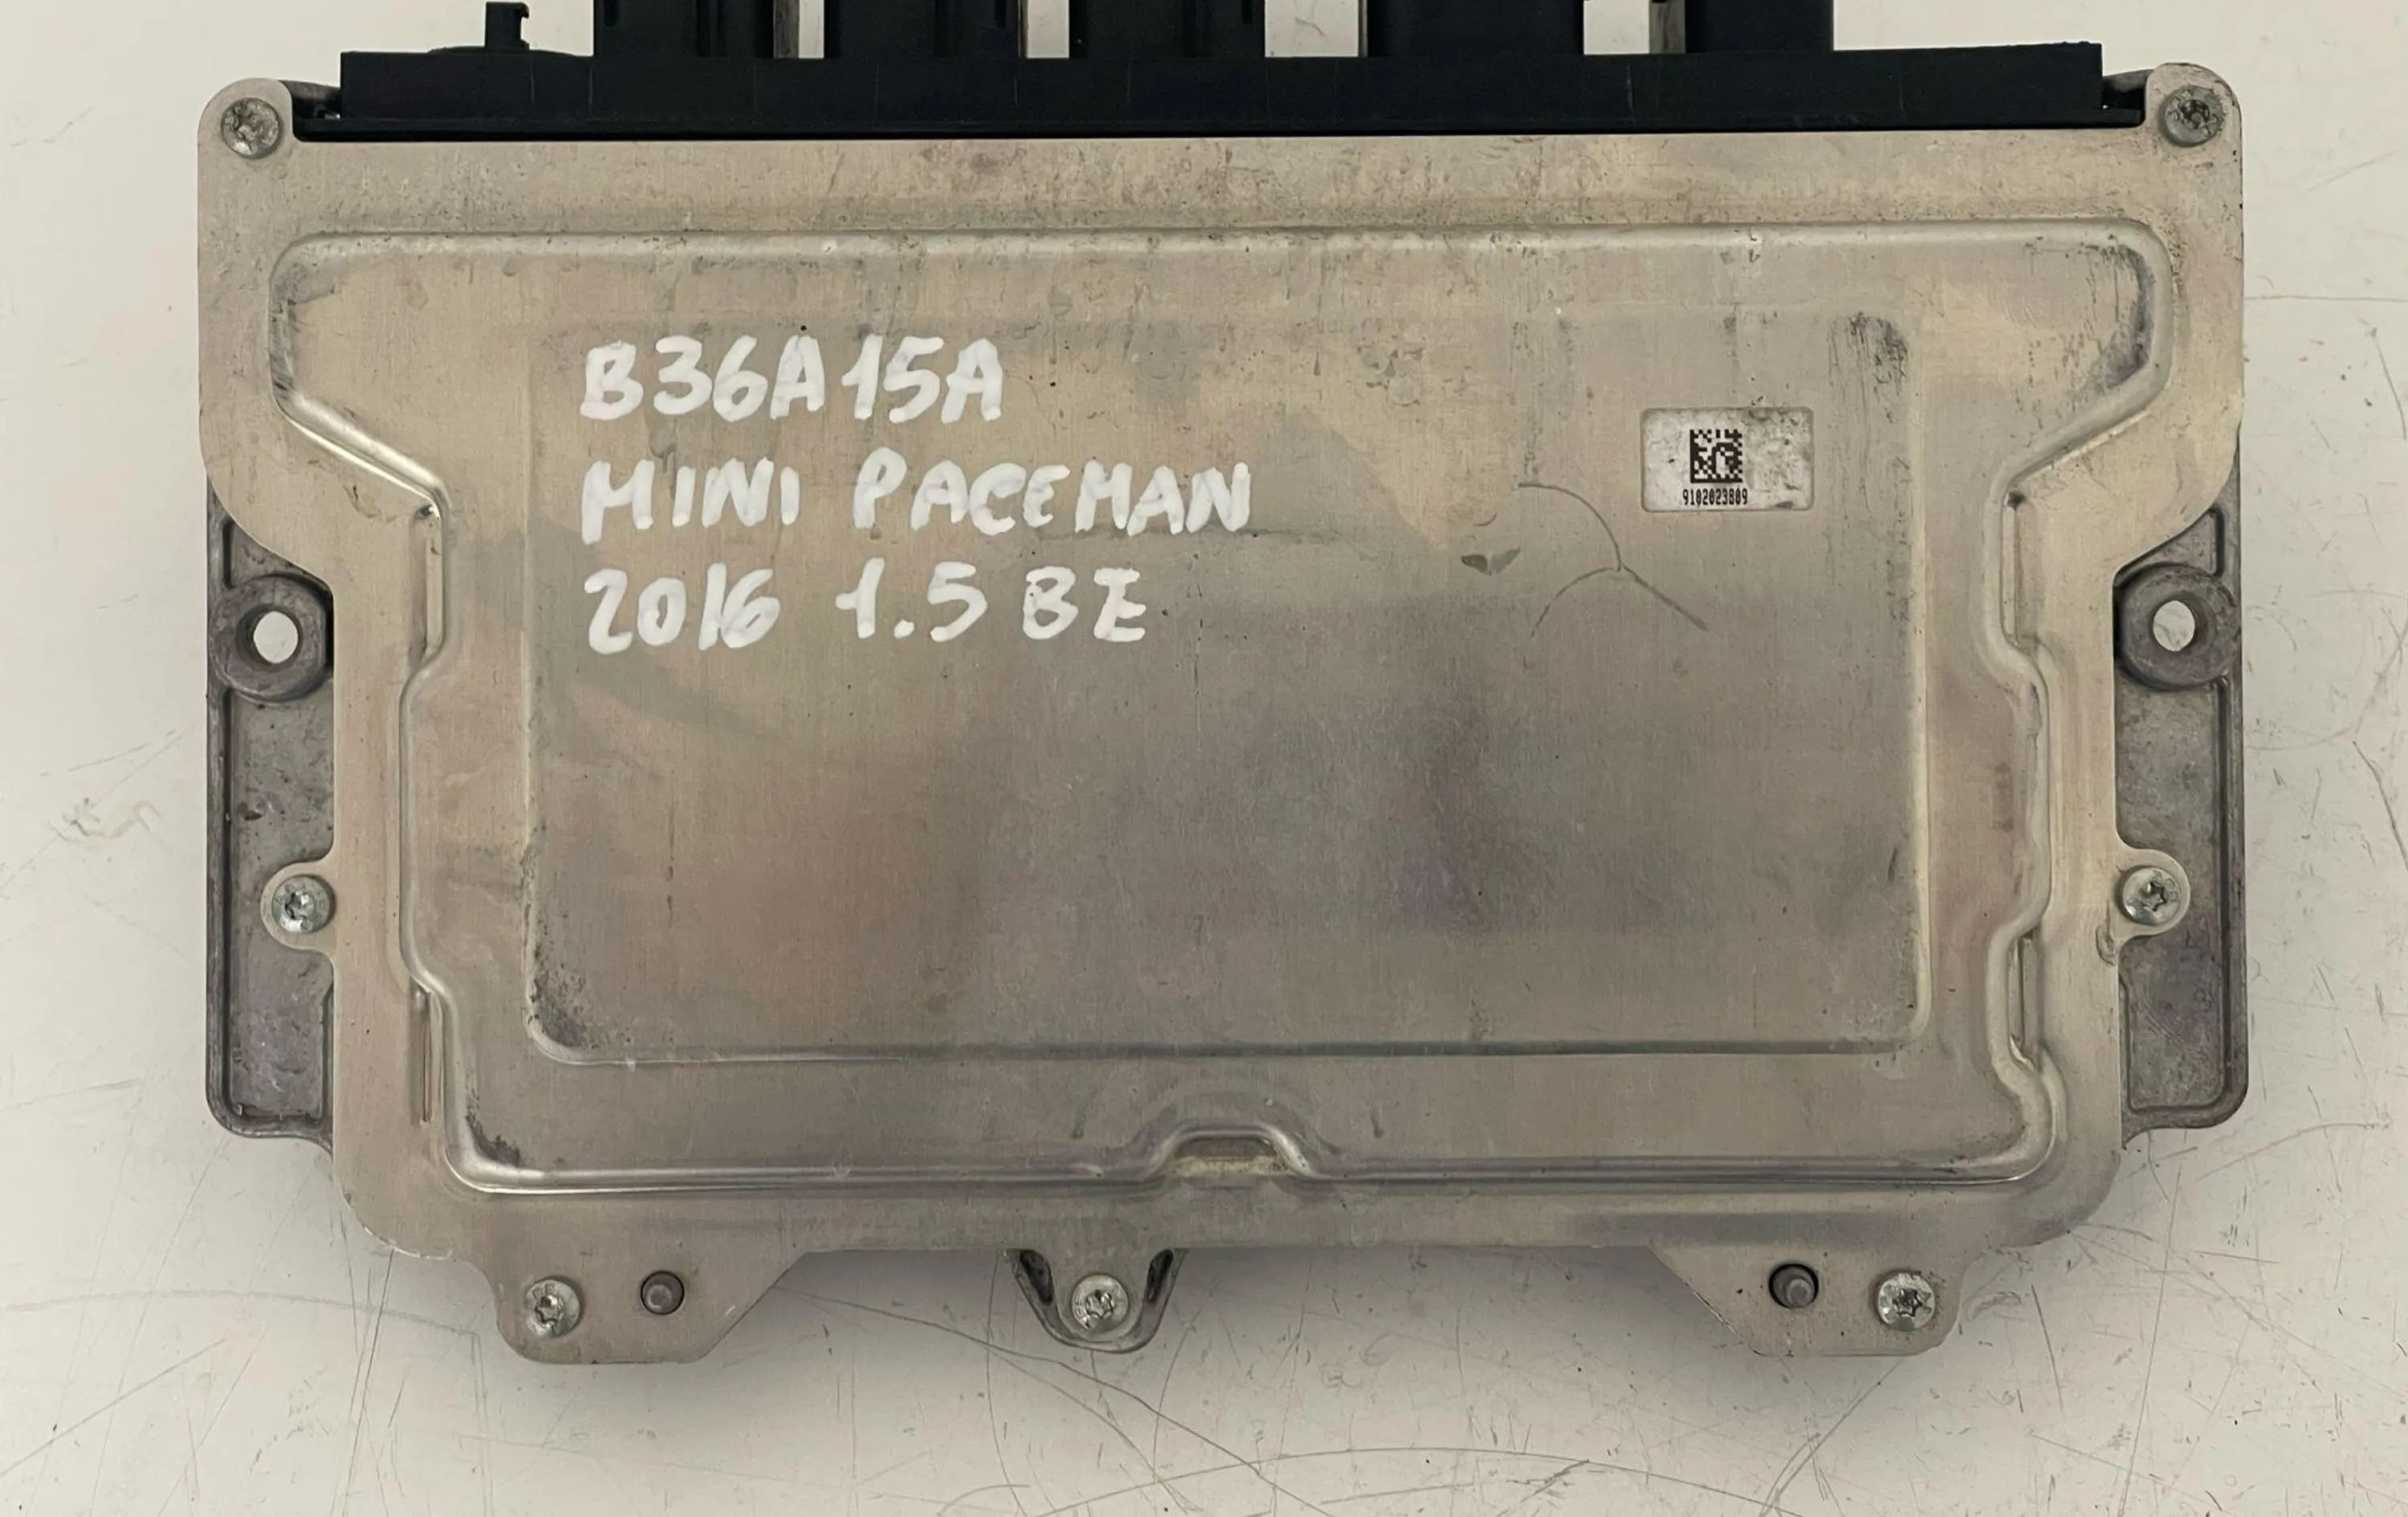 B36A15A
MINI PACEMAN
2016 1.5 BE
9102023809